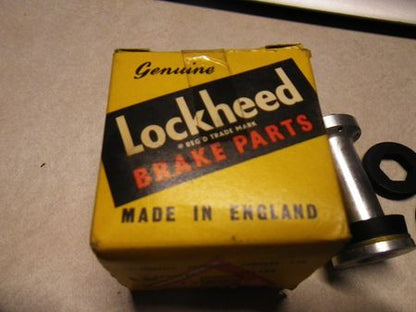 Genuine
Lockheed
® REG'D TRADE MARK
BRAKE PARTS
MADE IN ENGLAND